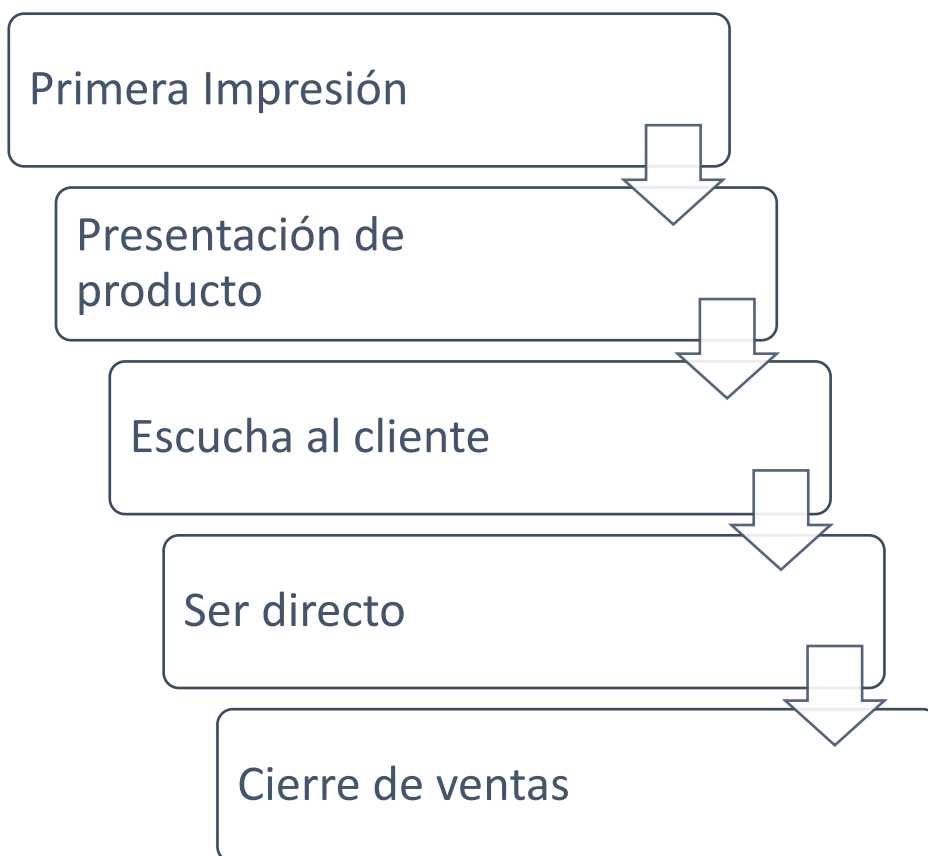 Primera Impresión
Presentación de
producto
Escucha al cliente
Ser directo
Cierre de ventas